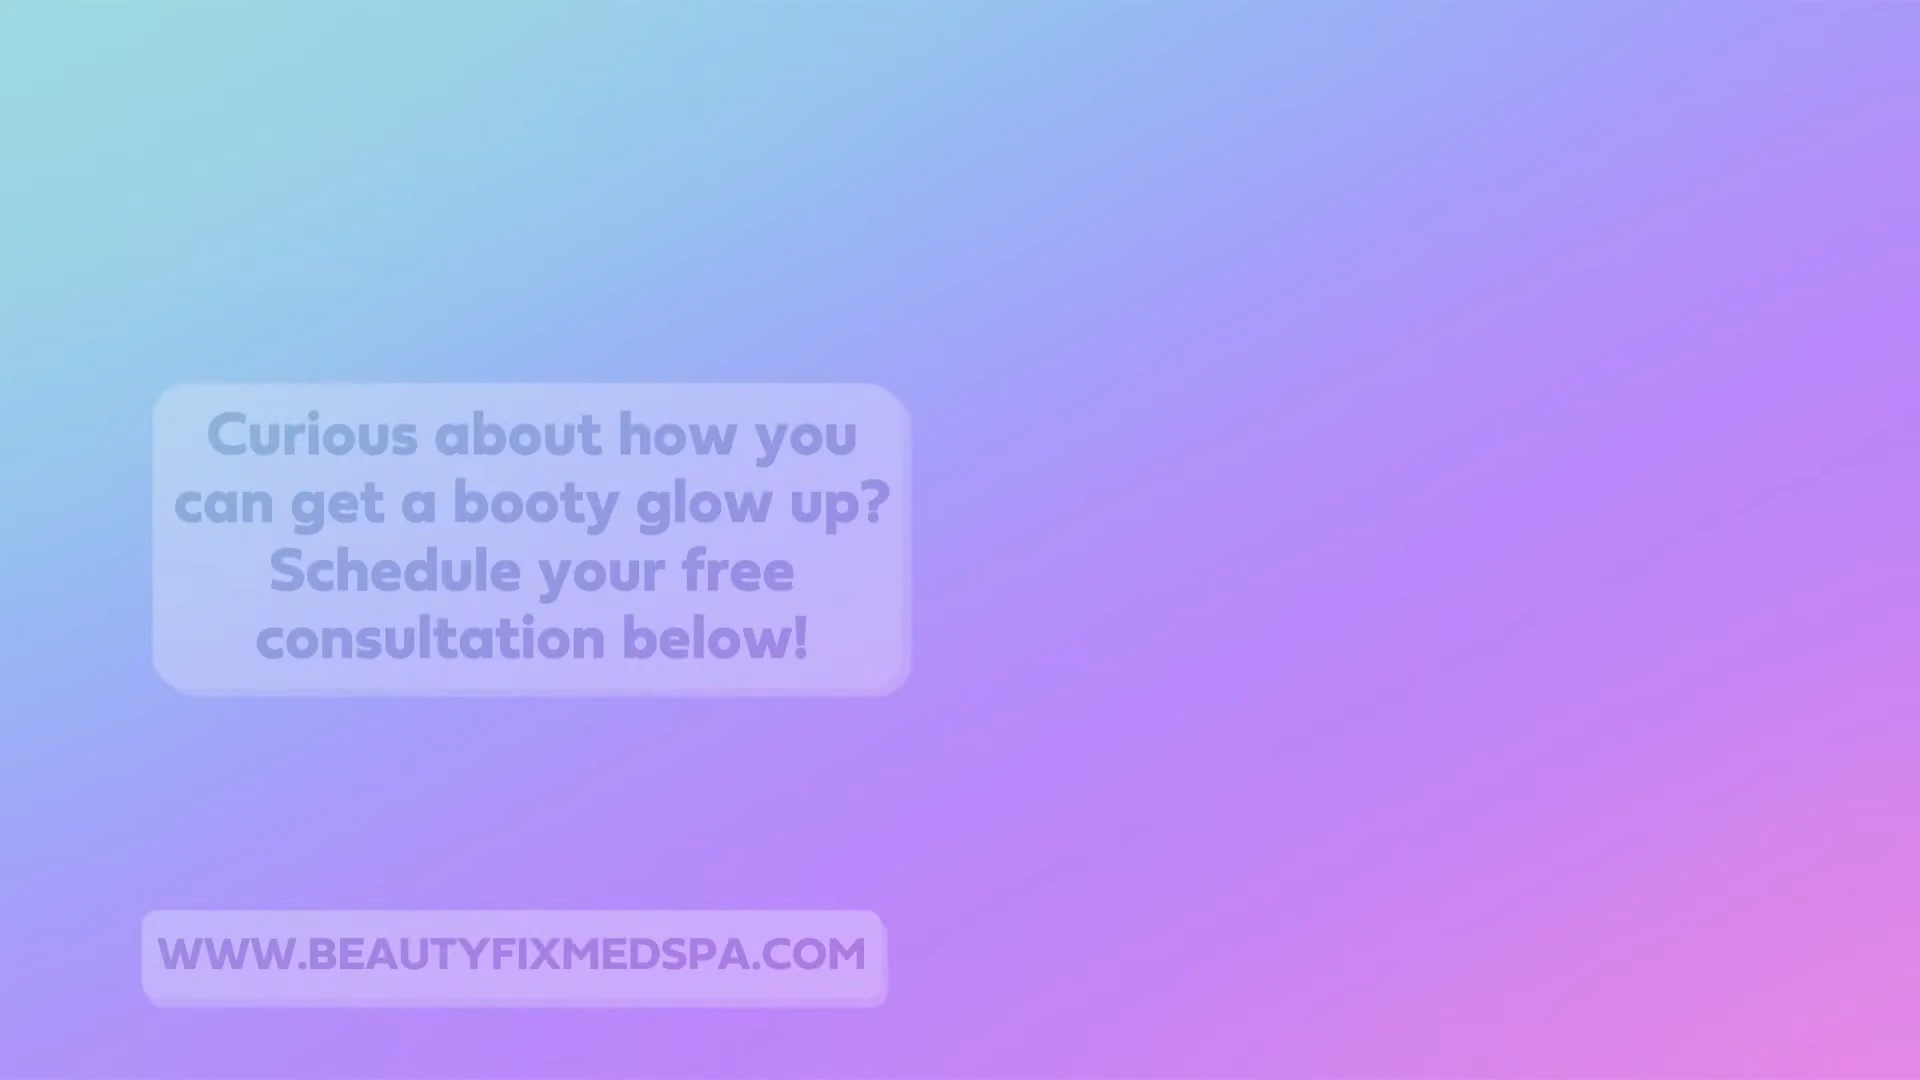 Curious about how you
can get a booty glow up?
Schedule your free
consultation below!
WWW.BEAUTYFIXMEDSPA.COM